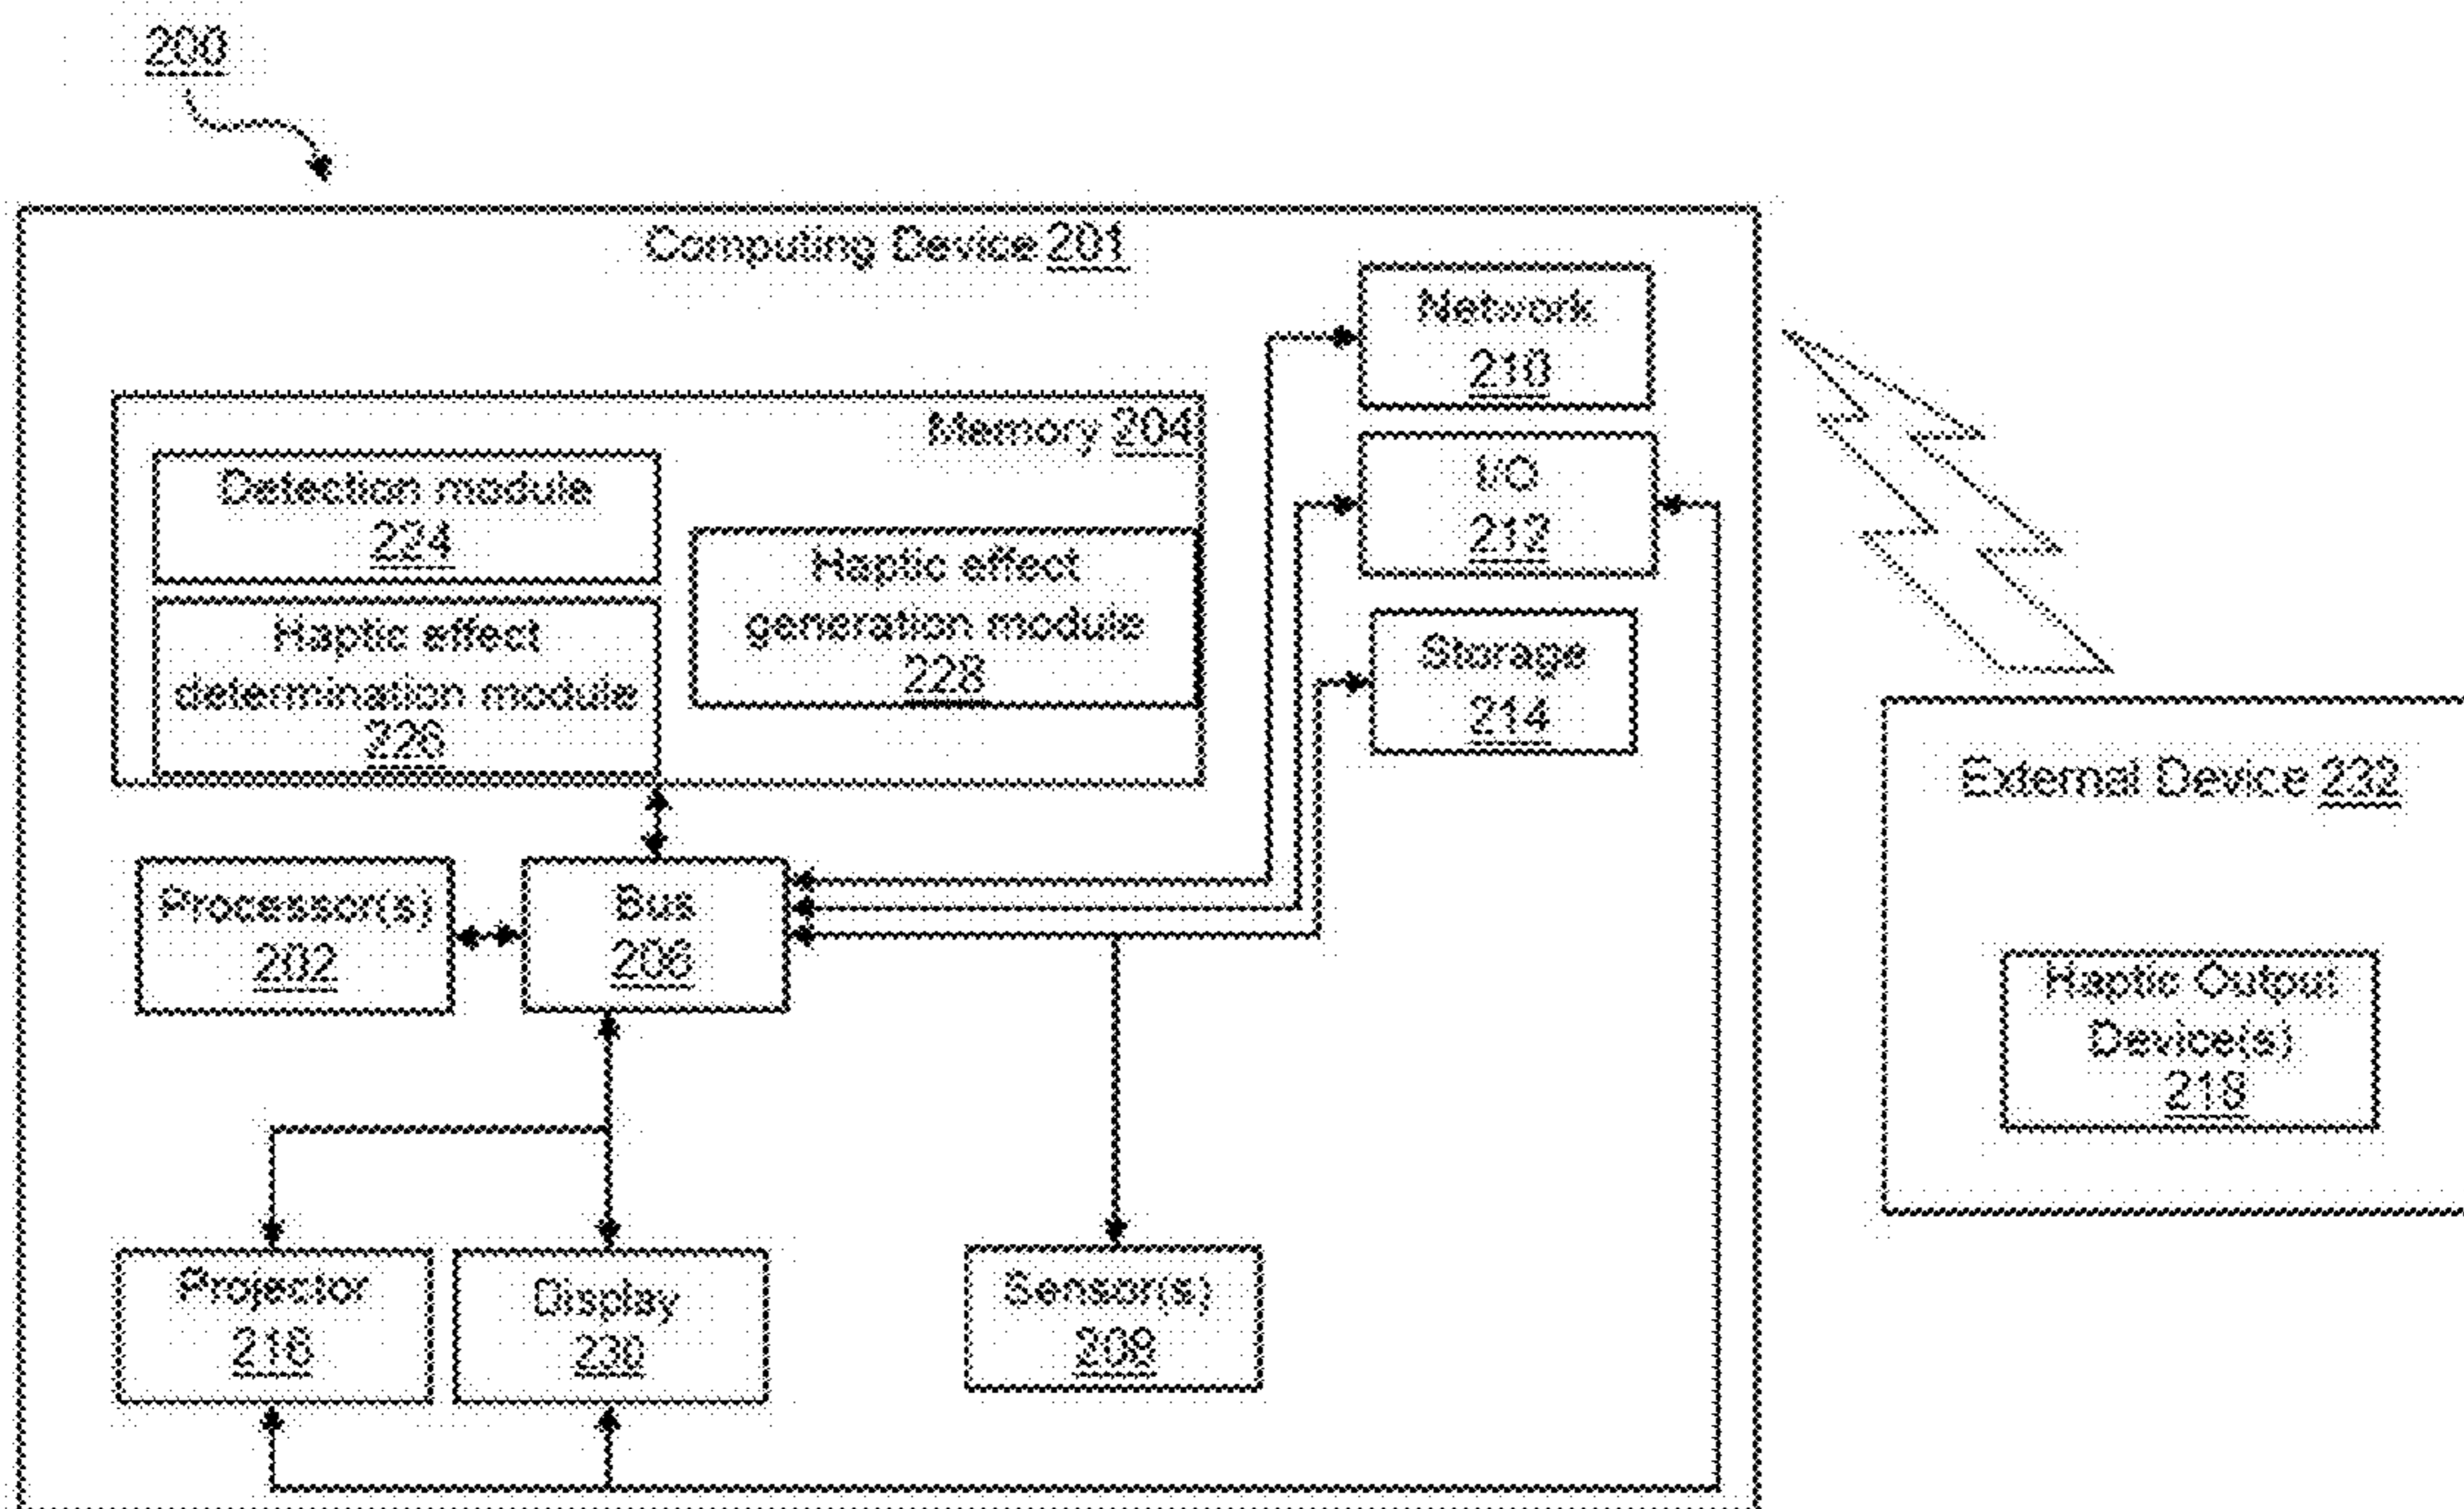 200
Computing Device 201
Network
210
Memory 204
I/O
212
Detection module
224
Haptic effect
generation module
228
Haptic effect
determination module
226
Storage
214
External Device 232
Processor(s)
202
Bus
206
Haptic Output
Device(s)
218
Projector
216
Display
230
Sensor(s)
209